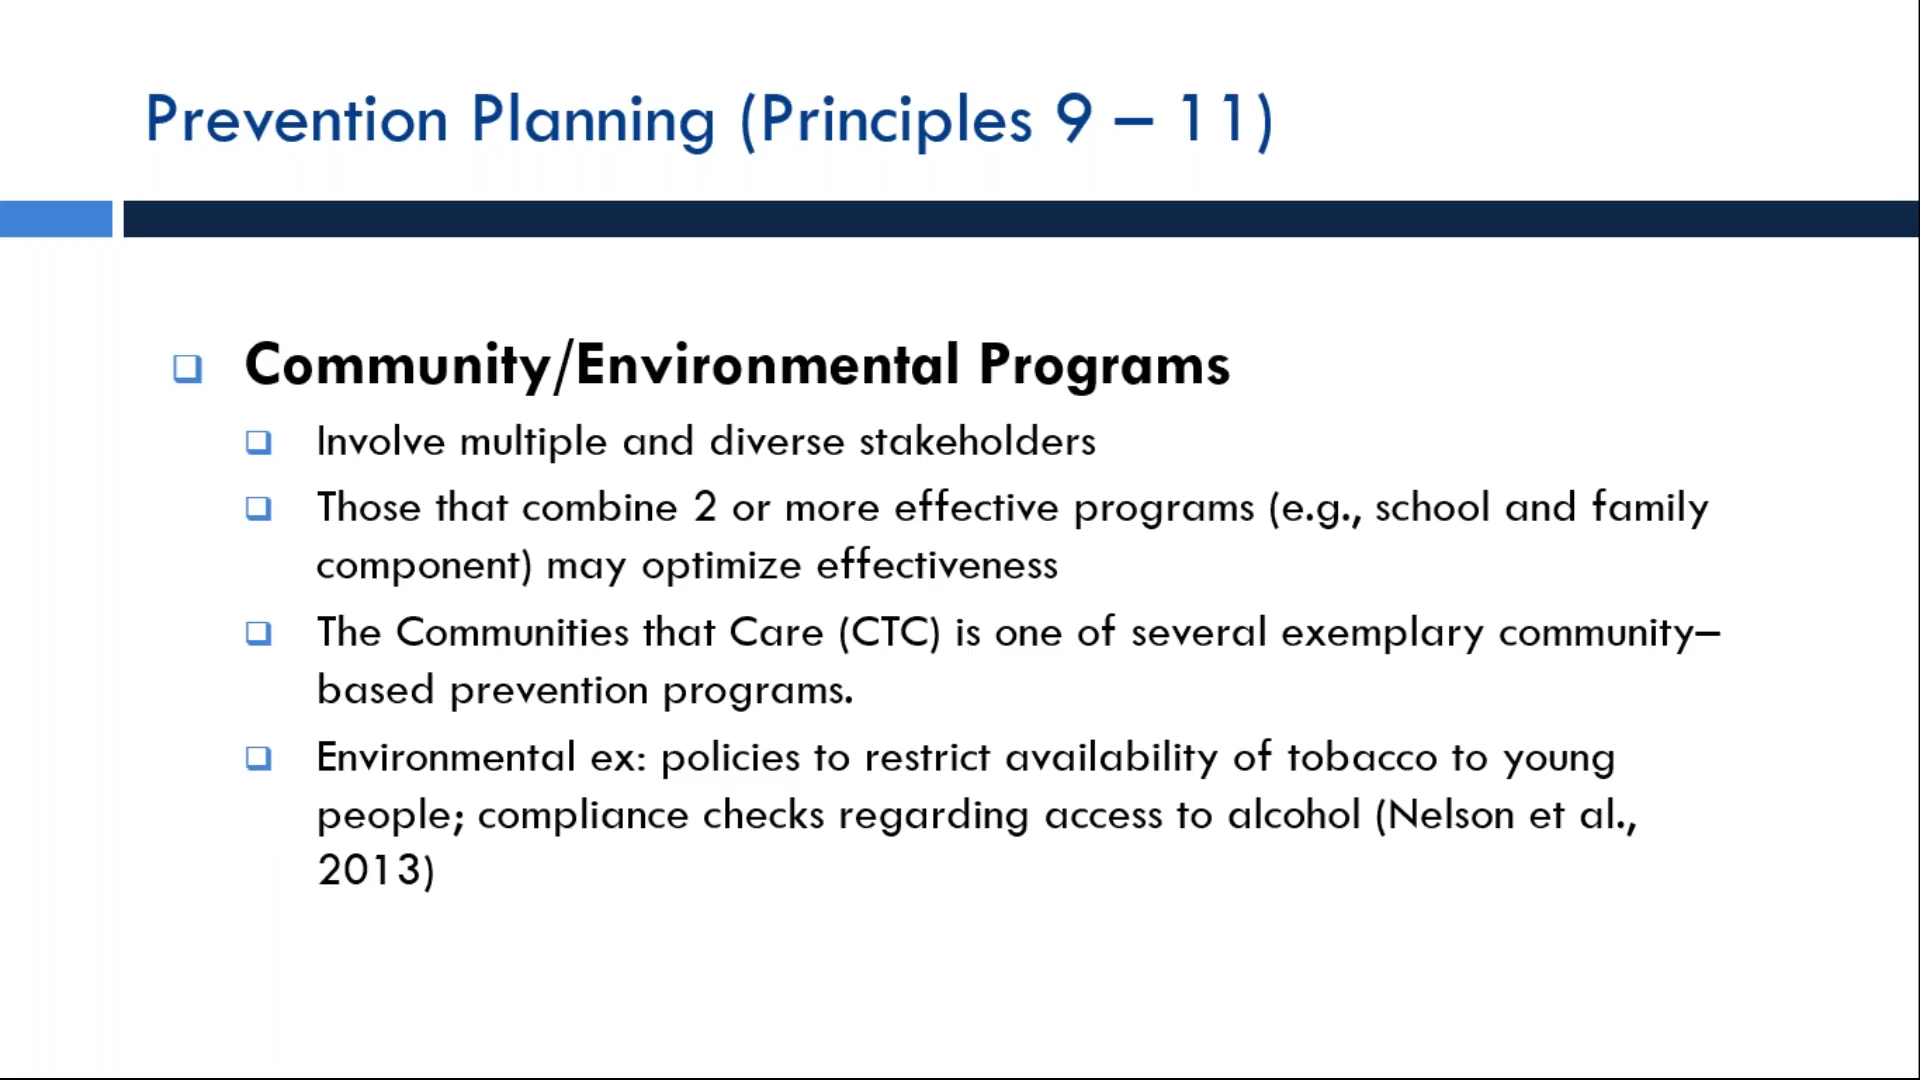 Prevention Planning (Principles 9 – 11)
Community/Environmental Programs
Involve multiple and diverse stakeholders
Those that combine 2 or more effective programs (e.g., school and family
component) may optimize effectiveness
The Communities that Care (CTC) is one of several exemplary community–
based prevention programs.
Environmental ex: policies to restrict availability of tobacco to young
people; compliance checks regarding access to alcohol (Nelson et al.,
2013)